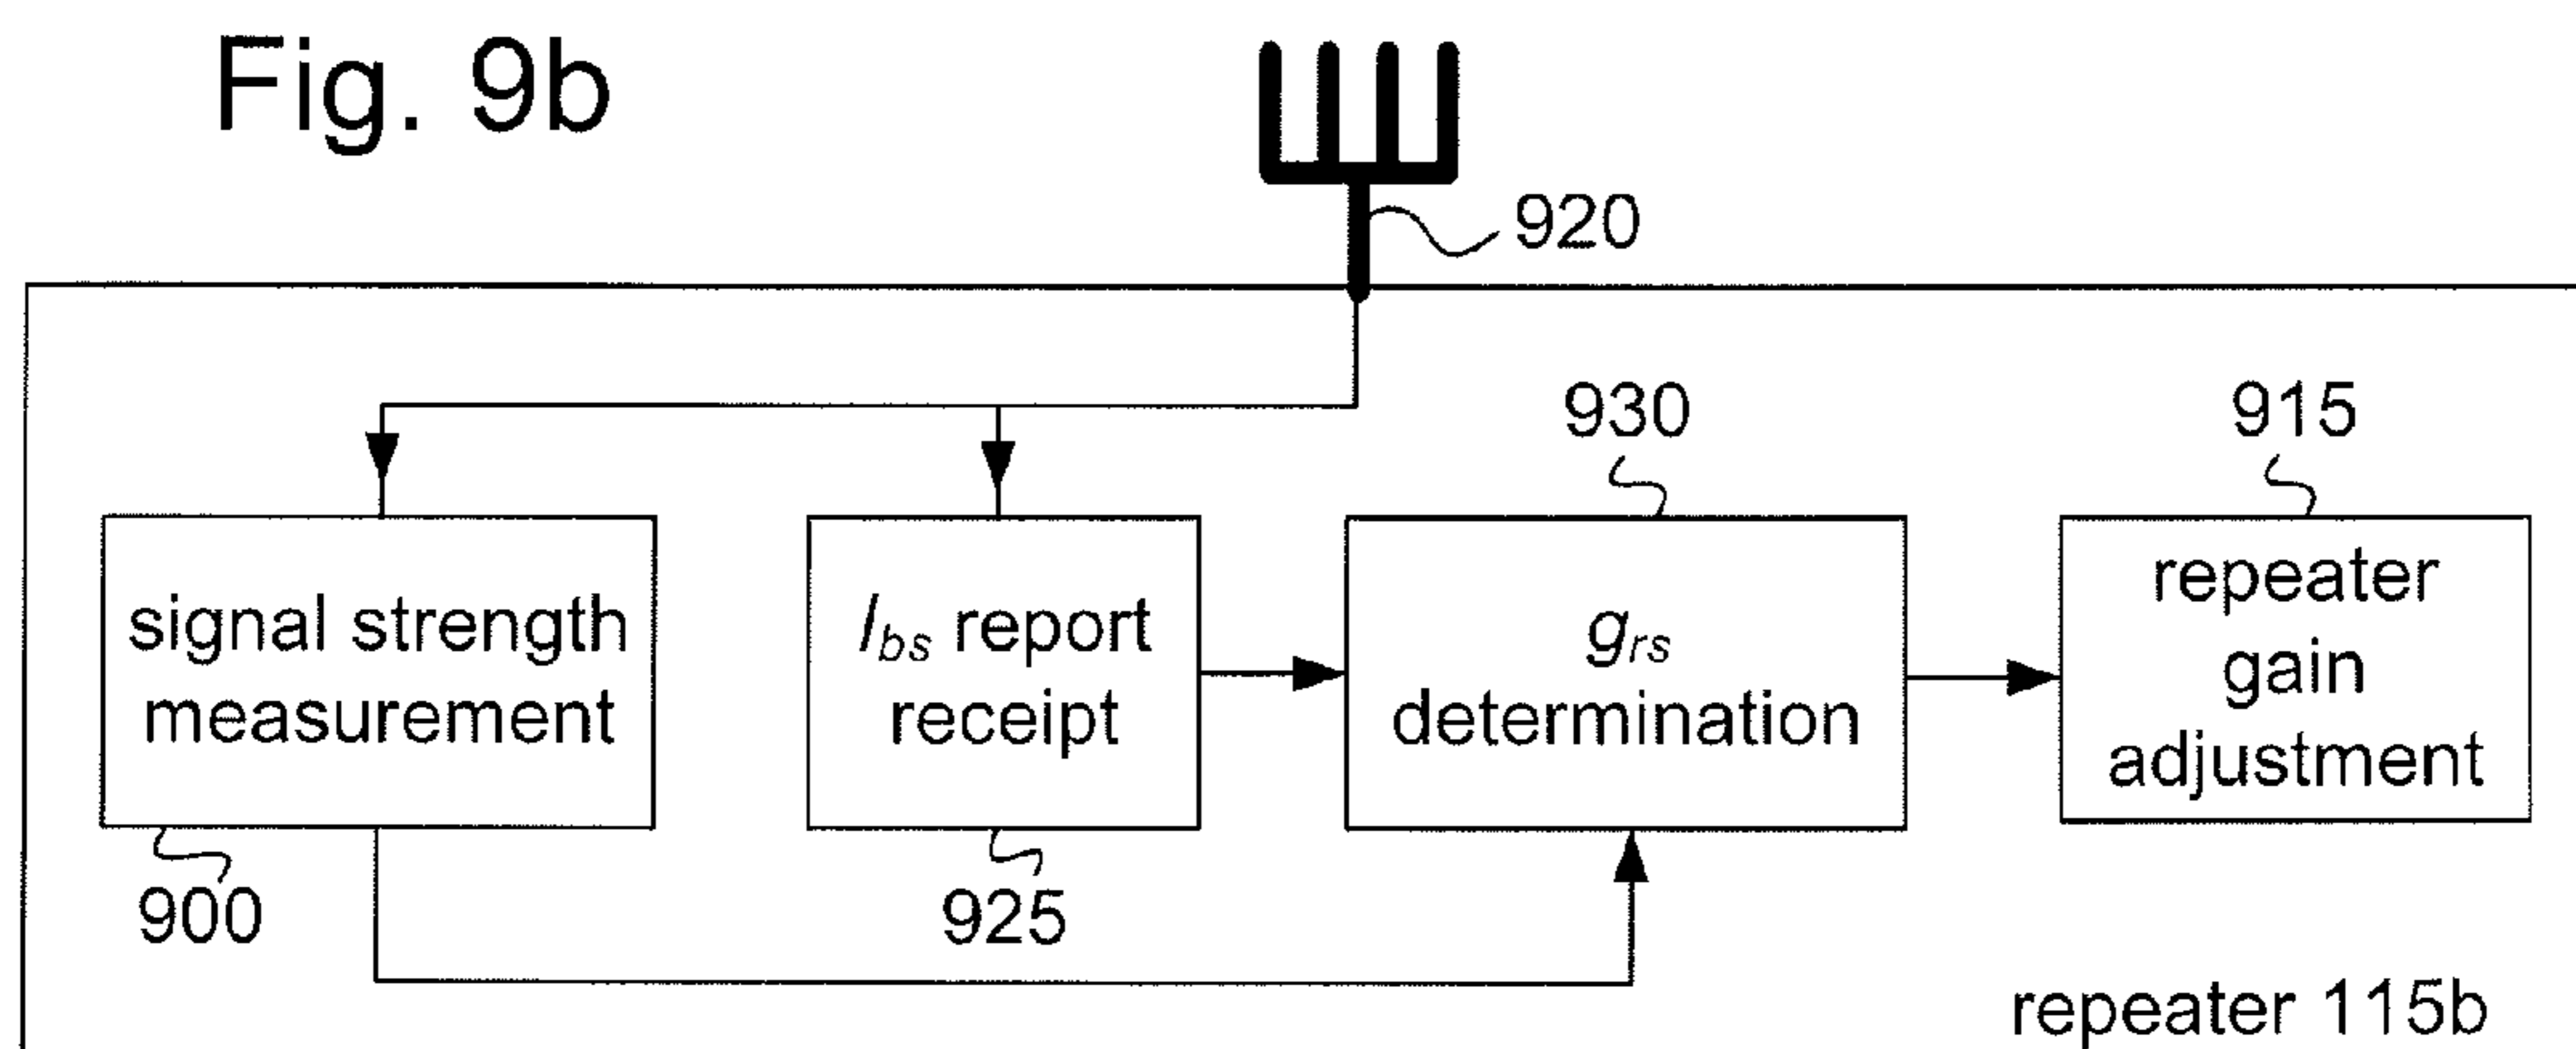 Fig. 9b
920
930
915
signal strength
measurement
l_bs report
receipt
g_rs
determination
repeater
gain
adjustment
900
925
repeater 115b